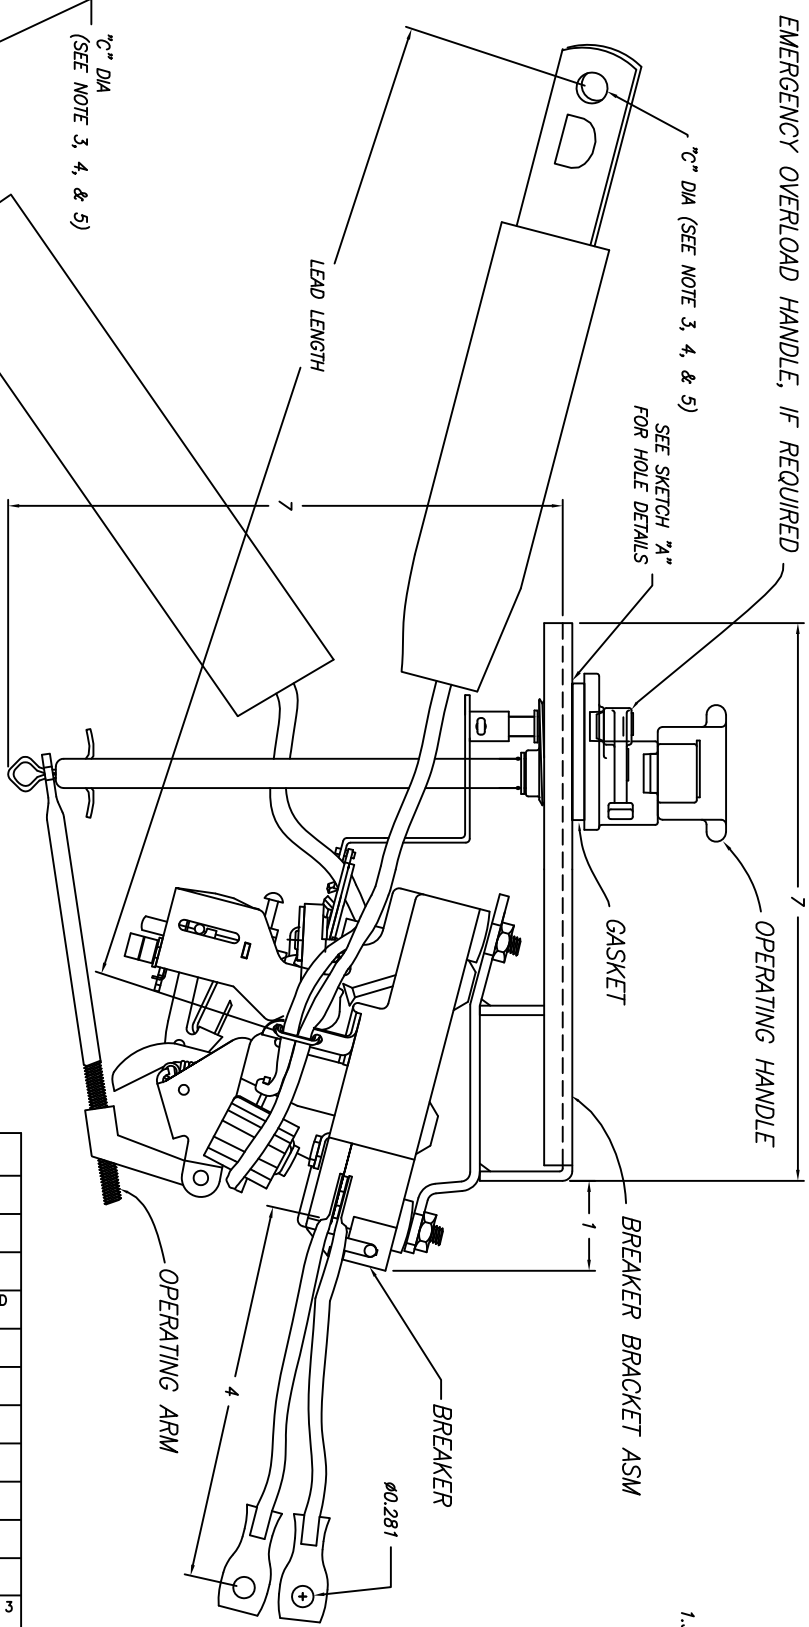 EMERGENCY OVERLOAD HANDLE, IF REQUIRED
"C" DIA (SEE NOTE 3, 4, & 5)
SEE SKETCH "A"
FOR HOLE DETAILS
7
OPERATING HANDLE
GASKET
BREAKER BRACKET ASM
1
BREAKER
LEAD LENGTH
7
"C" DIA
(SEE NOTE 3, 4, & 5)
OPERATING ARM
4
ø0.281
1.
D
3